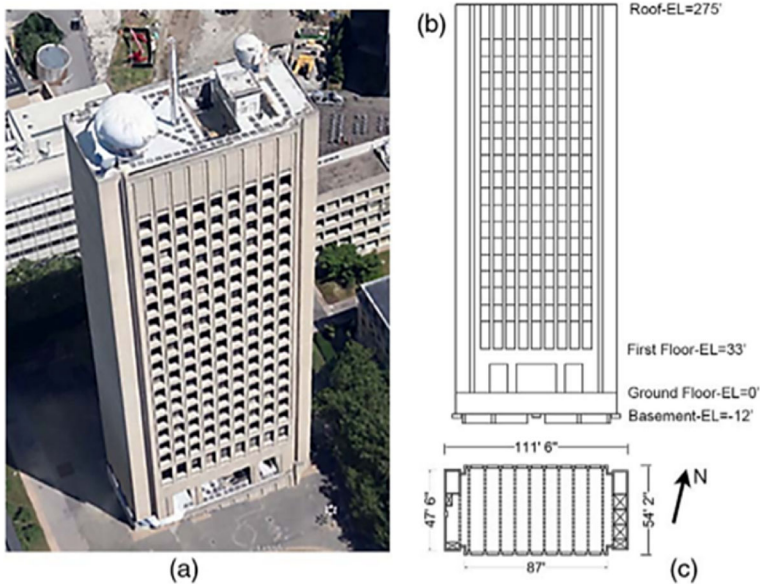 (b)
Roof-EL=275'
First Floor-EL=33'
Ground Floor-EL=0'
Basement-EL=-12'
111' 6"
47' 6"
54' 2"
N
87'
(a)
(c)